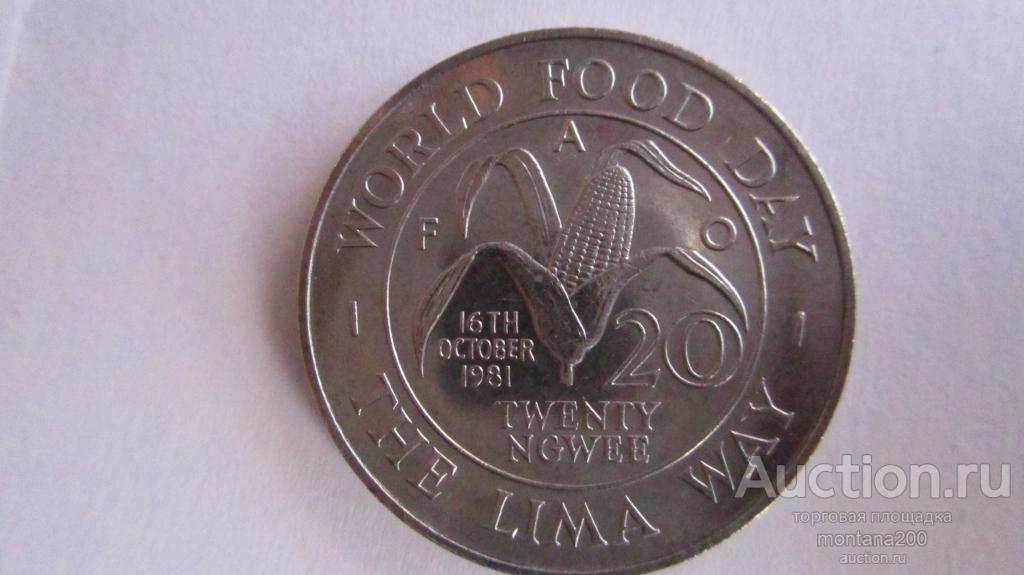 WORLD FOOD DAY
F A O
16TH
OCTOBER
1981
20
TWENTY
NGWEE
THE LIMA WAY
Auction.ru
торговая площадка
montana200
auction.ru